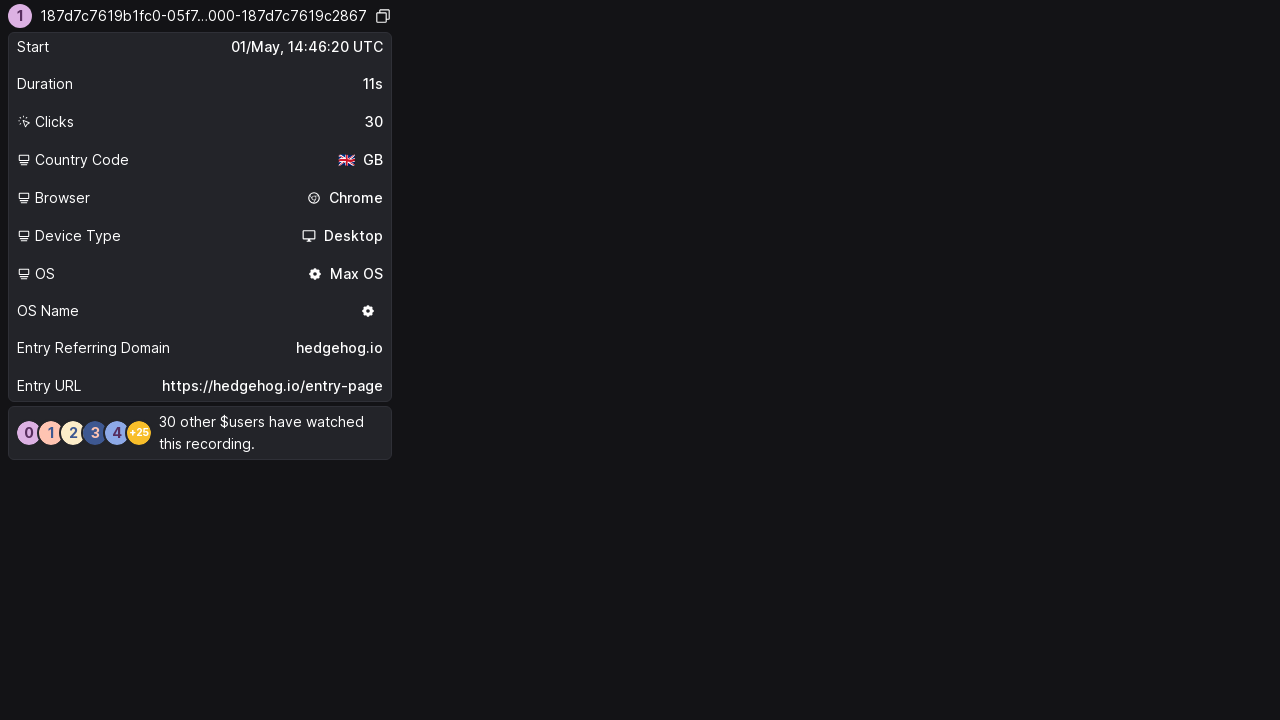 1 187d7c7619b1fc0-05f7…000-187d7c7619c2867
Start 01/May, 14:46:20 UTC
Duration 11s
Clicks 30
Country Code GB
Browser Chrome
Device Type Desktop
OS Max OS
OS Name
Entry Referring Domain hedgehog.io
Entry URL https://hedgehog.io/entry-page
0 1 2 3 4 +25 30 other $users have watched
this recording.